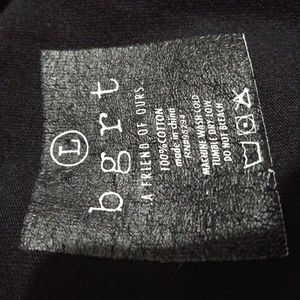 L
bgrt
A FRIEND OF OURS
100% COTTON
made in china
MACHINE WASH COLD
TUMBLE DRY LOW
DO NOT BLEACH